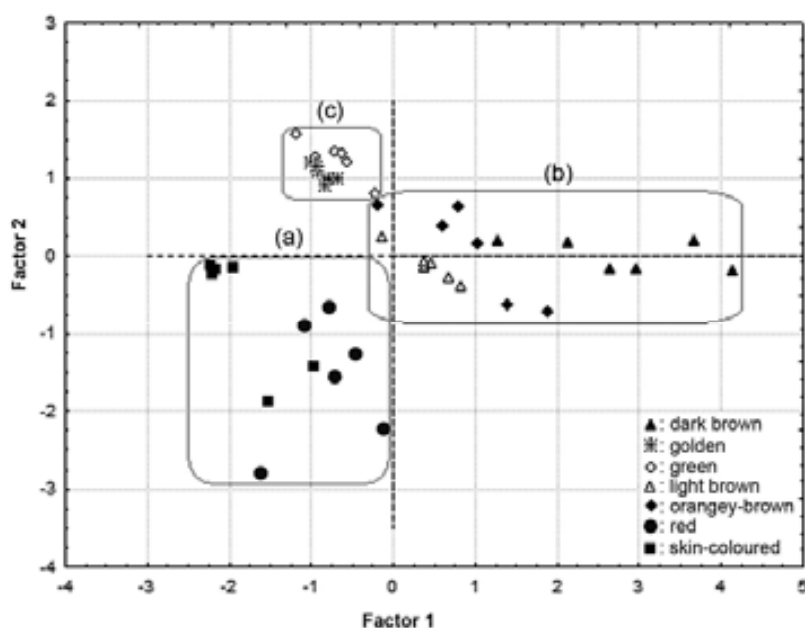 3
2
(c)
1
(b)
(a)
0
-1
-2
-3
-4
Factor 2
▲: dark brown
✳: golden
◇: green
△: light brown
◆: orangey-brown
●: red
■: skin-coloured
-4 -3 -2 -1 0 1 2 3 4 5
Factor 1